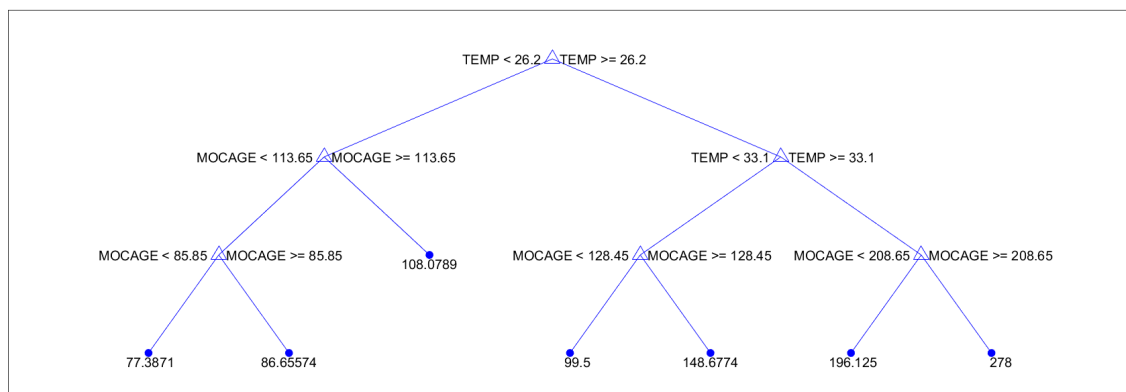 TEMP < 26.2 TEMP >= 26.2
MOCAGE < 113.65 MOCAGE >= 113.65 TEMP < 33.1 TEMP >= 33.1
MOCAGE < 85.85 MOCAGE >= 85.85 108.0789 MOCAGE < 128.45 MOCAGE >= 128.45 MOCAGE < 208.65 MOCAGE >= 208.65
77.3871 86.65574 99.5 148.6774 196.125 278